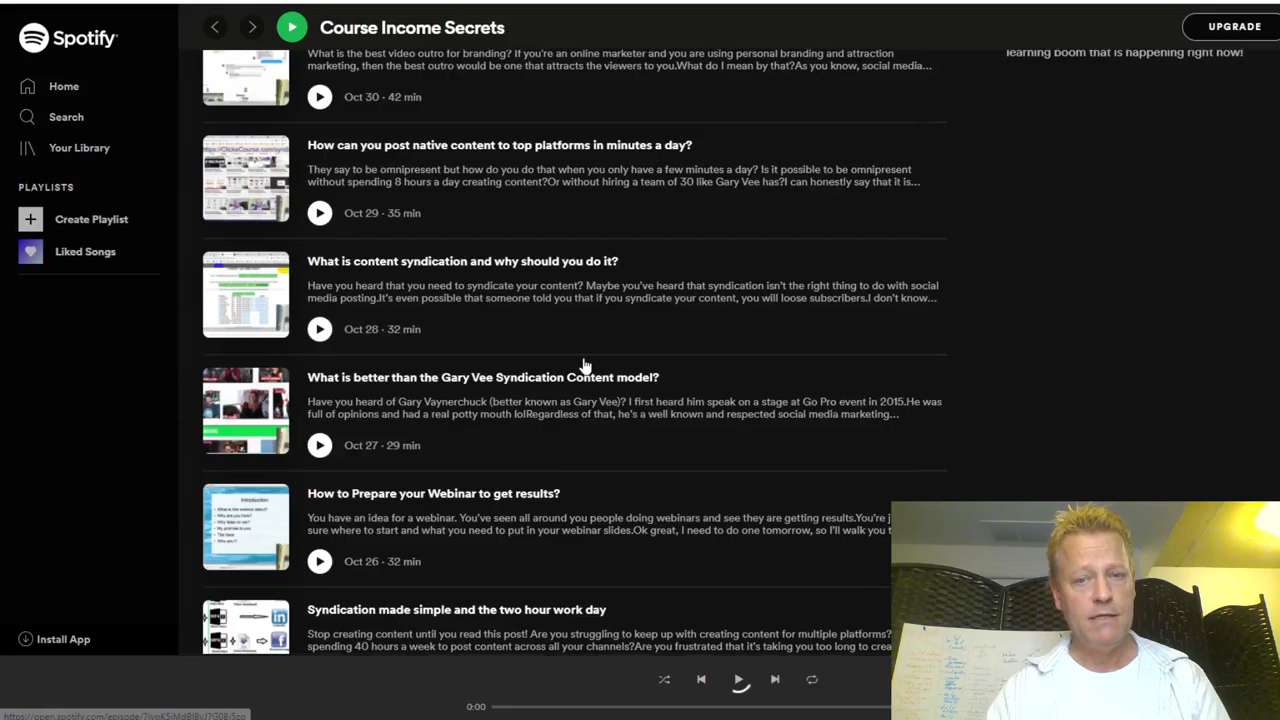 Spotify
Course Income Secrets
UPGRADE
Home
Search
Your Library
PLAYLISTS
Create Playlist
Liked Songs
Install App
What is the best video outro for branding? If you're an online marketer and you are using personal branding and attraction
marketing, then the best outro would be one that attracts the viewers to you.What do I mean by that?As you know, social media...
Oct 30 · 42 min
How can you be massive on every top platform in minutes a day?
They say to be omnipresent but how do you do that when you only have a few minutes a day? Is it possible to be omnipresent
without spending 8 hours a day creating content?Or without hiring a team of 30 like Gary Vee has?I can honestly say that it is...
Oct 29 · 35 min
What is content syndication and why should you do it?
Have you heard that you need to syndicate your content? Maybe you've heard that syndication isn't the right thing to do with social
media posting.It's even possible that someone told you that if you syndicate your content, you will loose subscribers.I don't know...
Oct 28 · 32 min
What is better than the Gary Vee Syndication Content model?
Have you heard of Gary Vaynerchuck (better known as Gary Vee)? I first heard him speak on a stage at Go Pro event in 2015.He was
full of opinions and had a real potty mouth lol!Regardless of that, he's a well known and respected social media marketing...
Oct 27 · 29 min
Introduction
How to Prepare your Webinar to get results?
You have an idea for a webinar. You've seen all around you people doing webinars and see they are getting results.You're
sure where to start and what you need to put in your webinar slides.Ok great, I need to do one tomorrow, so I'll walk you
Oct 26 · 32 min
Syndication made simple and the two hour work day
Stop creating content until you read this post! Are you struggling to keep up with creating content for multiple platforms?
spending 40 hours a week to post content across all your channels?Are you frustrated that it's taking you too long to
learning boom that is happening right now!
0:00